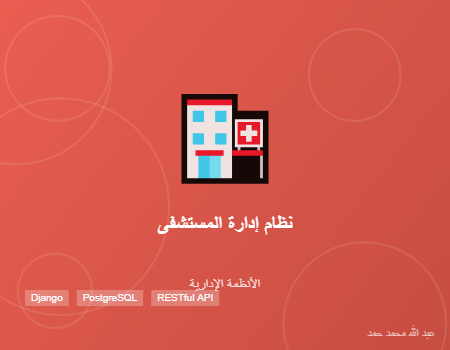 نظام إدارة المستشفى
الأنظمة الإدارية
Django PostgreSQL RESTful API
عبد الله محمد حمد